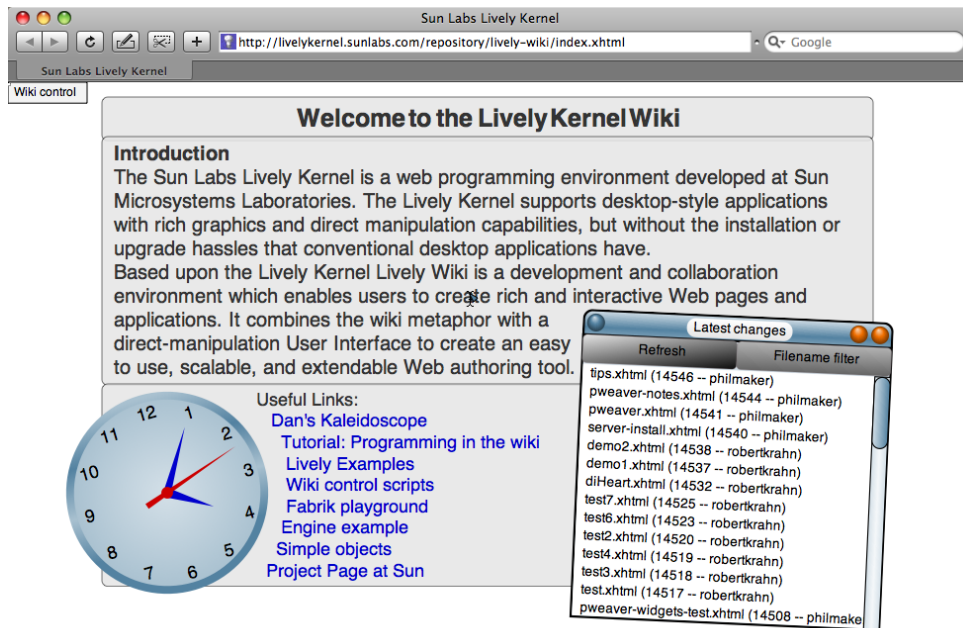 Sun Labs Lively Kernel
http://livelykernel.sunlabs.com/repository/lively-wiki/index.xhtml
Google
Sun Labs Lively Kernel
Wiki control
Welcome to the Lively Kernel Wiki
Introduction
The Sun Labs Lively Kernel is a web programming environment developed at Sun
Microsystems Laboratories. The Lively Kernel supports desktop-style applications
with rich graphics and direct manipulation capabilities, but without the installation or
upgrade hassles that conventional desktop applications have.
Based upon the Lively Kernel Lively Wiki is a development and collaboration
environment which enables users to create rich and interactive Web pages and
applications. It combines the wiki metaphor with a
direct-manipulation User Interface to create an easy
to use, scalable, and extendable Web authoring tool.
Latest changes
Refresh
Filename filter
tips.xhtml (14546 -- philmaker)
pweaver-notes.xhtml (14544 -- philmaker)
pweaver.xhtml (14541 -- philmaker)
server-install.xhtml (14540 -- philmaker)
demo2.xhtml (14538 -- robertkrahn)
demo1.xhtml (14537 -- robertkrahn)
diHeart.xhtml (14532 -- robertkrahn)
test7.xhtml (14525 -- robertkrahn)
test6.xhtml (14523 -- robertkrahn)
test2.xhtml (14520 -- robertkrahn)
test4.xhtml (14519 -- robertkrahn)
test3.xhtml (14518 -- robertkrahn)
test.xhtml (14517 -- robertkrahn)
pweaver-widgets-test.xhtml (14508 -- philmake
Useful Links:
Dan's Kaleidoscope
Tutorial: Programming in the wiki
Lively Examples
Wiki control scripts
Fabrik playground
Engine example
Simple objects
Project Page at Sun
12
1
2
3
4
5
6
7
8
9
10
11